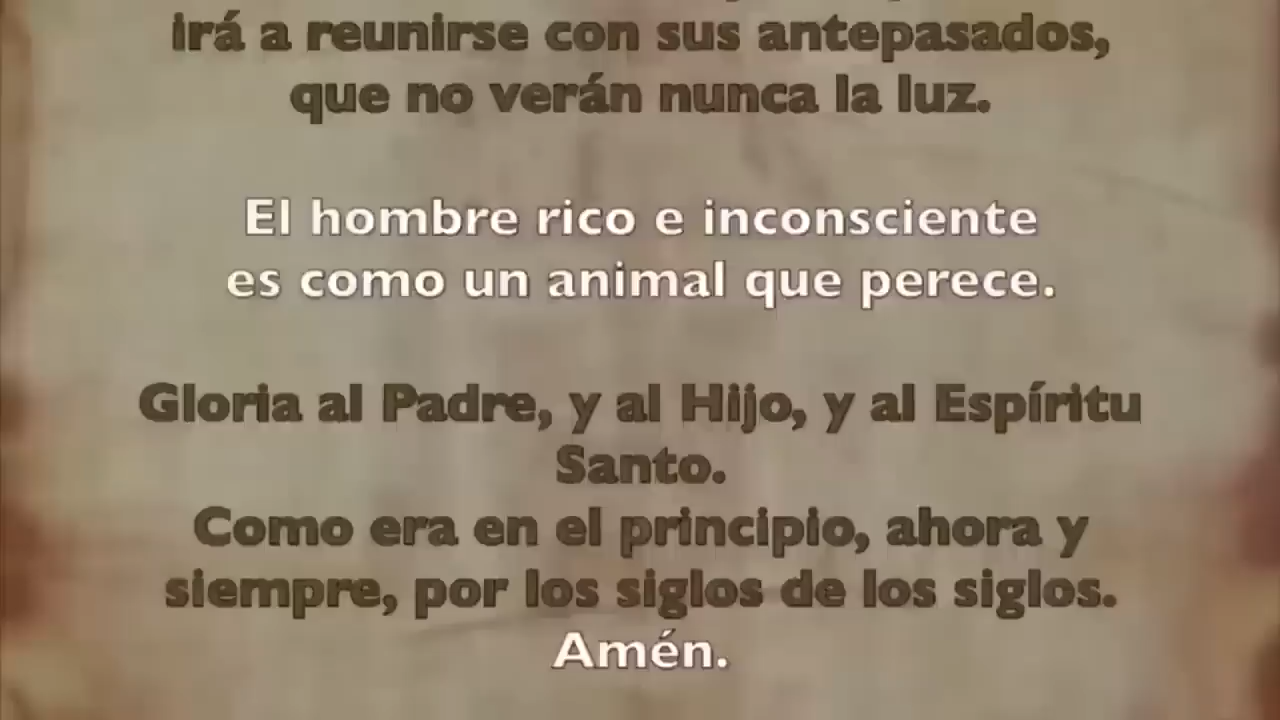 irá a reunirse con sus antepasados,
que no verán nunca la luz.
El hombre rico e inconsciente
es como un animal que perece.
Gloria al Padre, y al Hijo, y al Espíritu
Santo.
Como era en el principio, ahora y
siempre, por los siglos de los siglos.
Amén.